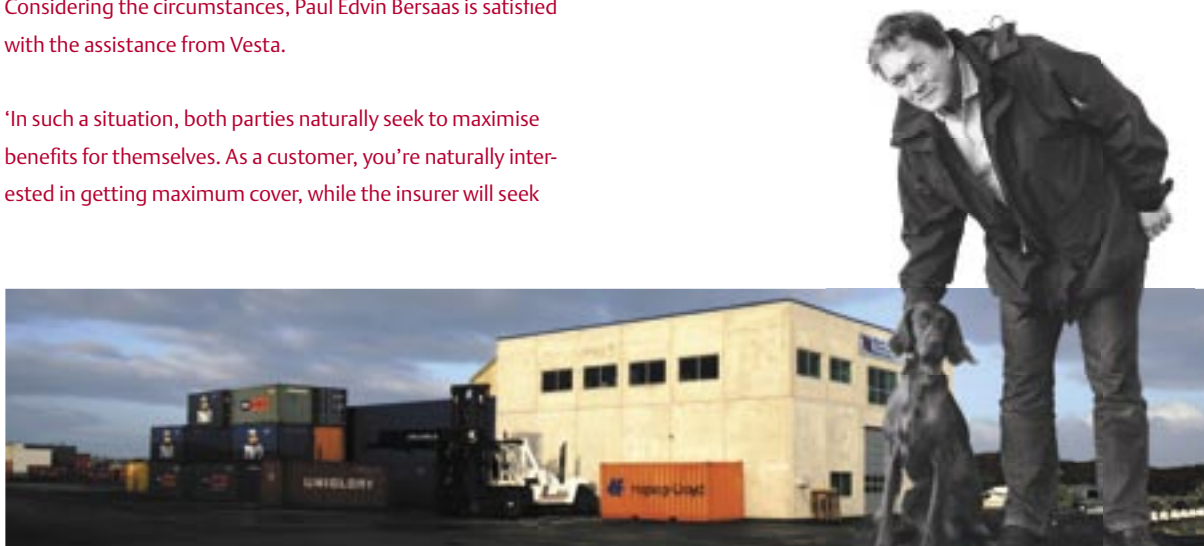 Considering the circumstances, Paul Edvin Bersaas is satisfied
with the assistance from Vesta.
‘In such a situation, both parties naturally seek to maximise
benefits for themselves. As a customer, you’re naturally inter-
ested in getting maximum cover, while the insurer will seek
UNIGLORY
Hapag-Lloyd